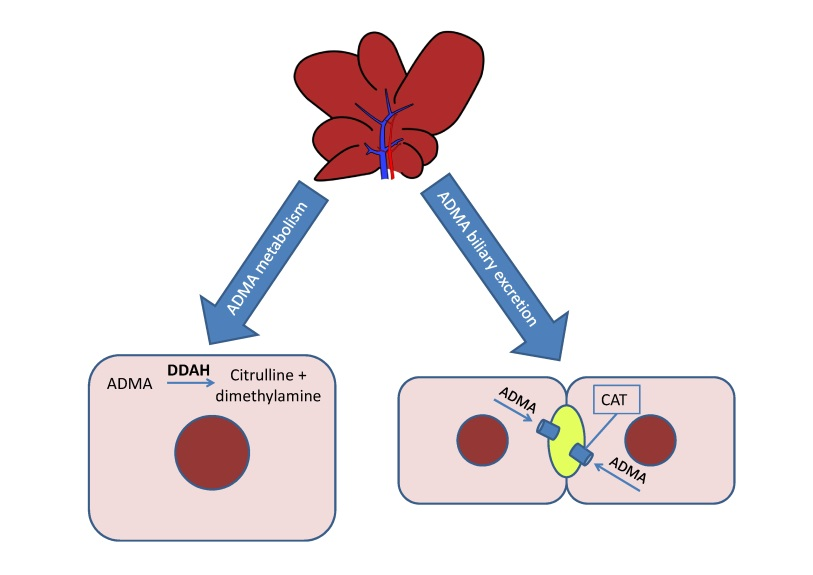 ADMA metabolism
ADMA biliary excretion
DDAH
ADMA
Citrulline +
dimethylamine
ADMA
CAT
ADMA